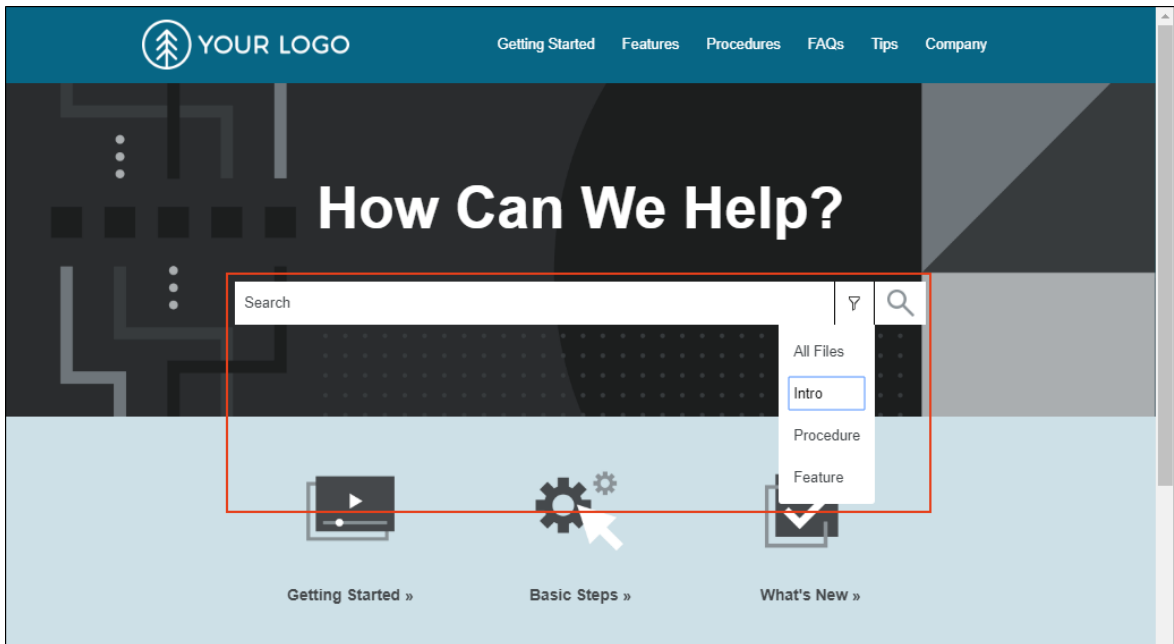 YOUR LOGO
Getting Started Features Procedures FAQs Tips Company
How Can We Help?
Search
All Files
Intro
Procedure
Feature
Getting Started »
Basic Steps »
What's New »